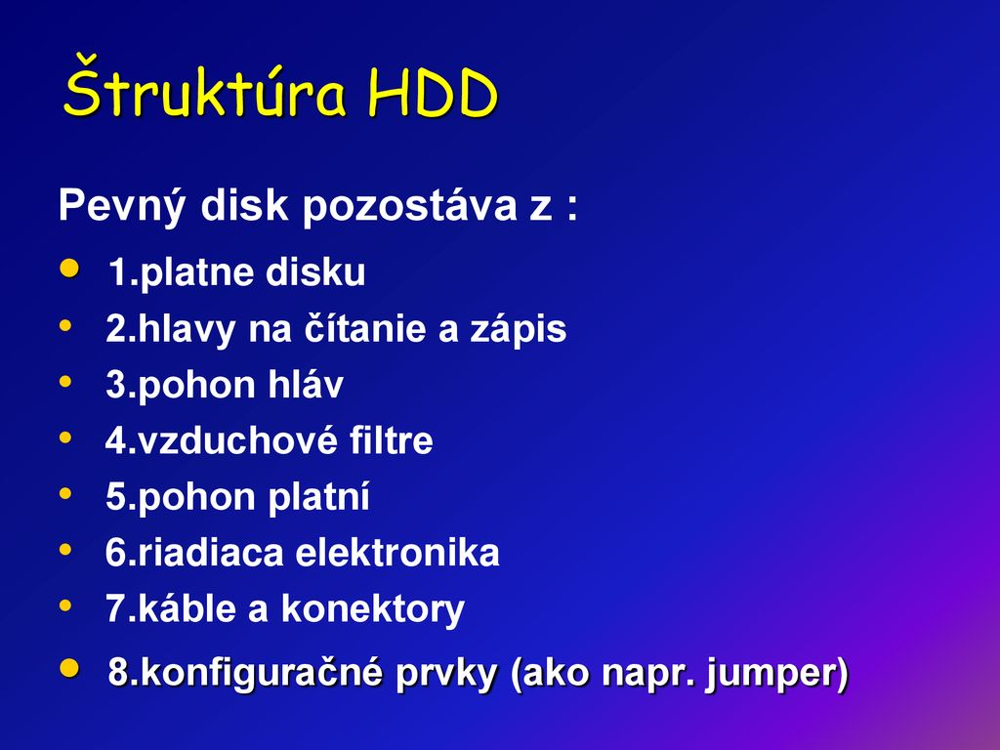 Štruktúra HDD
Pevný disk pozostáva z :
• 1.platne disku
• 2.hlavy na čítanie a zápis
• 3.pohon hláv
• 4.vzduchové filtre
• 5.pohon platní
• 6.riadiaca elektronika
• 7.káble a konektory
• 8.konfiguračné prvky (ako napr. jumper)